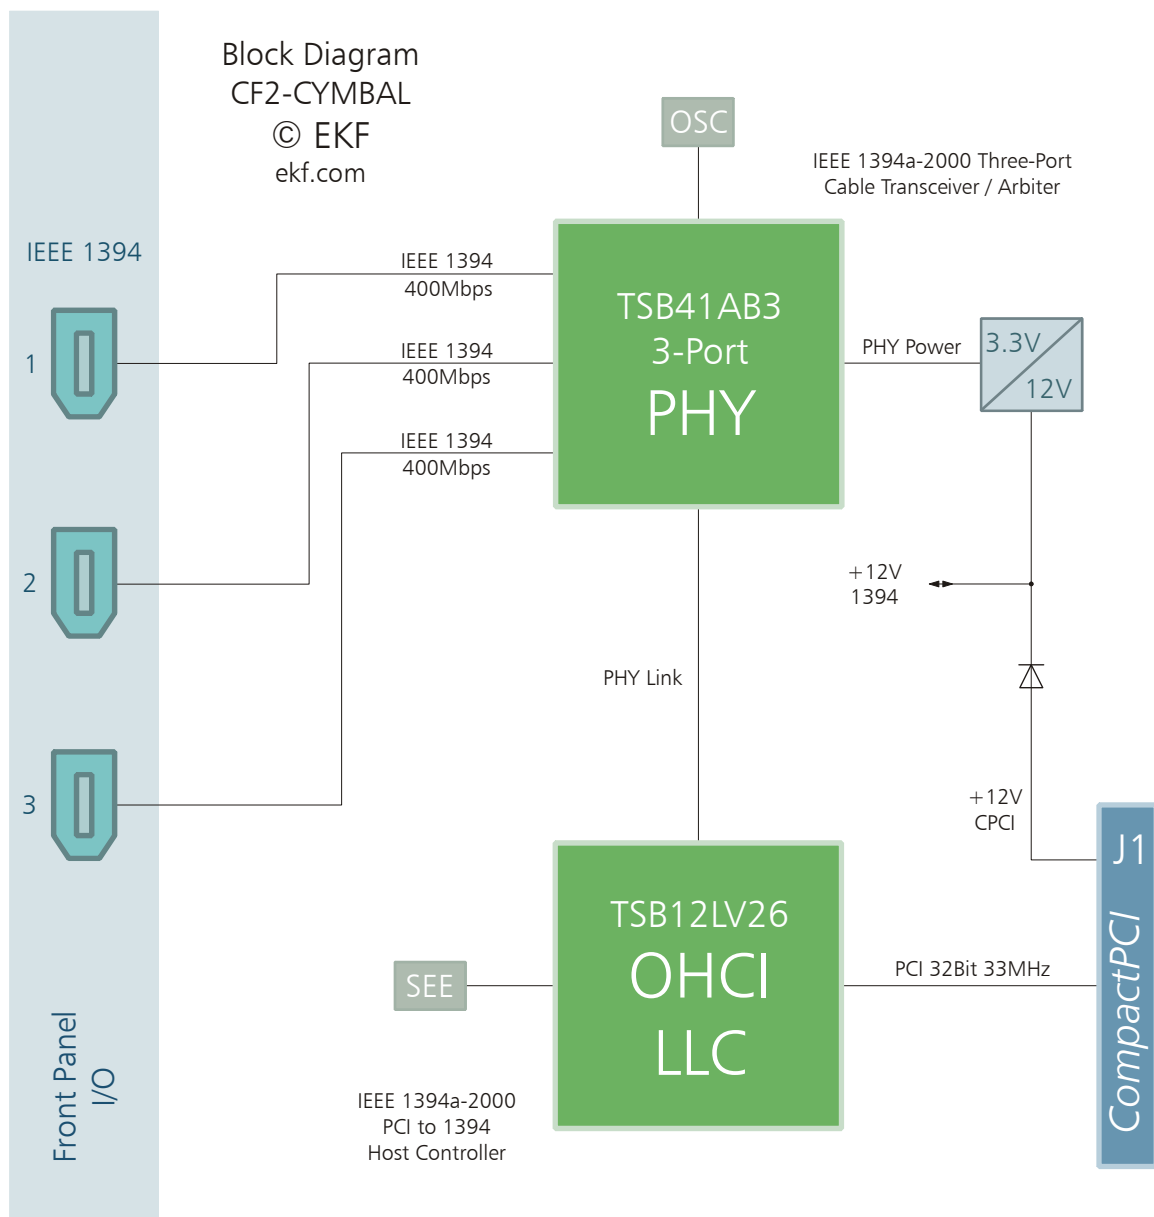 Block Diagram
CF2-CYMBAL
© EKF
ekf.com
OSC
IEEE 1394a-2000 Three-Port
Cable Transceiver / Arbiter
IEEE 1394
1
2
3
IEEE 1394
400Mbps
IEEE 1394
400Mbps
IEEE 1394
400Mbps
TSB41AB3
3-Port
PHY
PHY Power
3.3V
12V
+12V
1394
PHY Link
+12V
CPCI
J1
CompactPCI
TSB12LV26
OHCI
LLC
SEE
PCI 32Bit 33MHz
IEEE 1394a-2000
PCI to 1394
Host Controller
Front Panel
I/O